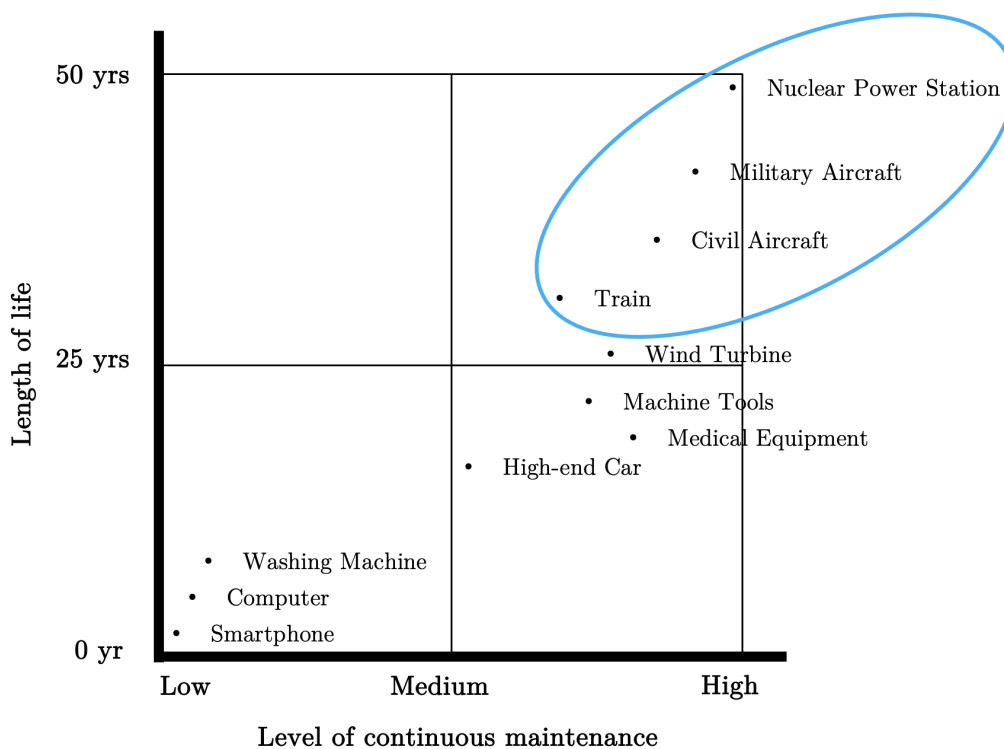 50 yrs
Nuclear Power Station
Military Aircraft
Civil Aircraft
Train
Length of life
25 yrs
Wind Turbine
Machine Tools
Medical Equipment
High-end Car
Washing Machine
Computer
Smartphone
0 yr
Low
Medium
High
Level of continuous maintenance